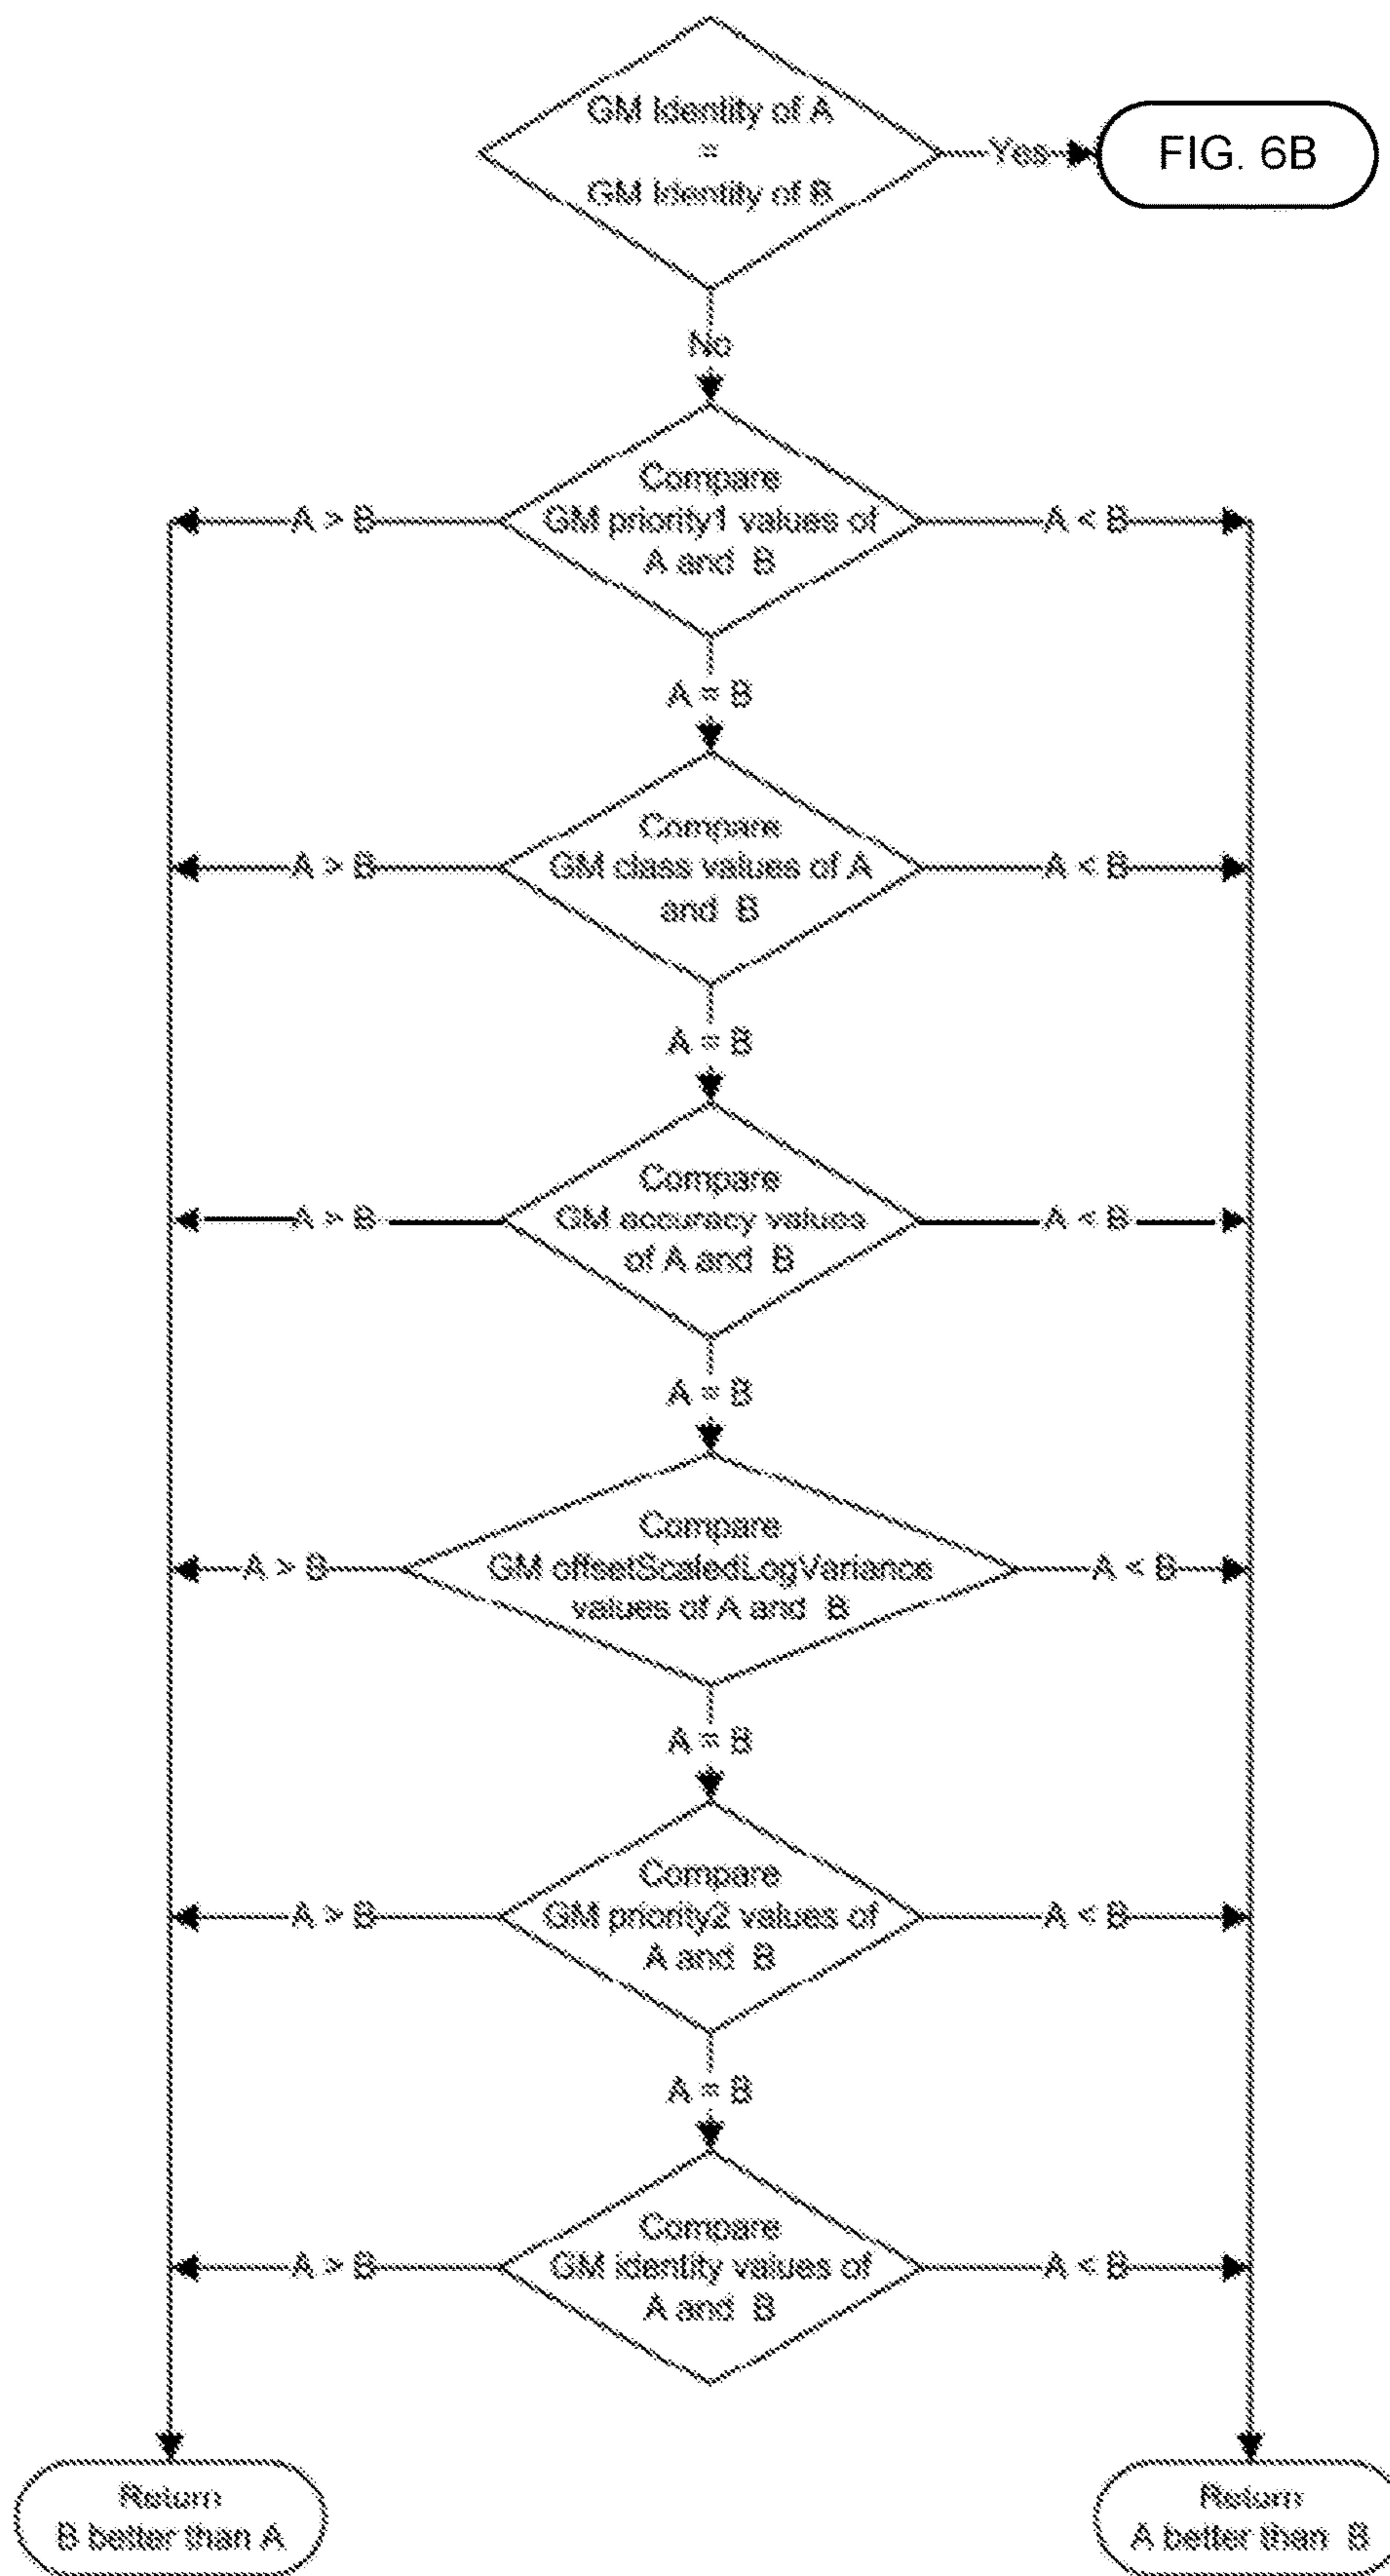 GM Identity of A
=
GM Identity of B
Yes
FIG. 6B
No
Compare
GM priority1 values of
A and B
A > B
A < B
A = B
Compare
GM class values of A
and B
A > B
A < B
A = B
Compare
GM accuracy values
of A and B
A > B
A < B
A = B
Compare
GM offsetScaledLogVariance
values of A and B
A > B
A < B
A = B
Compare
GM priority2 values of
A and B
A > B
A < B
A = B
Compare
GM identity values of
A and B
A > B
A < B
Return
B better than A
Return
A better than B